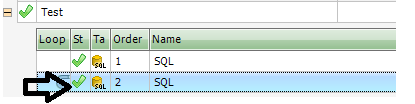 Test
Loop St Ta Order Name
SQL 1 SQL
SQL 2 SQL